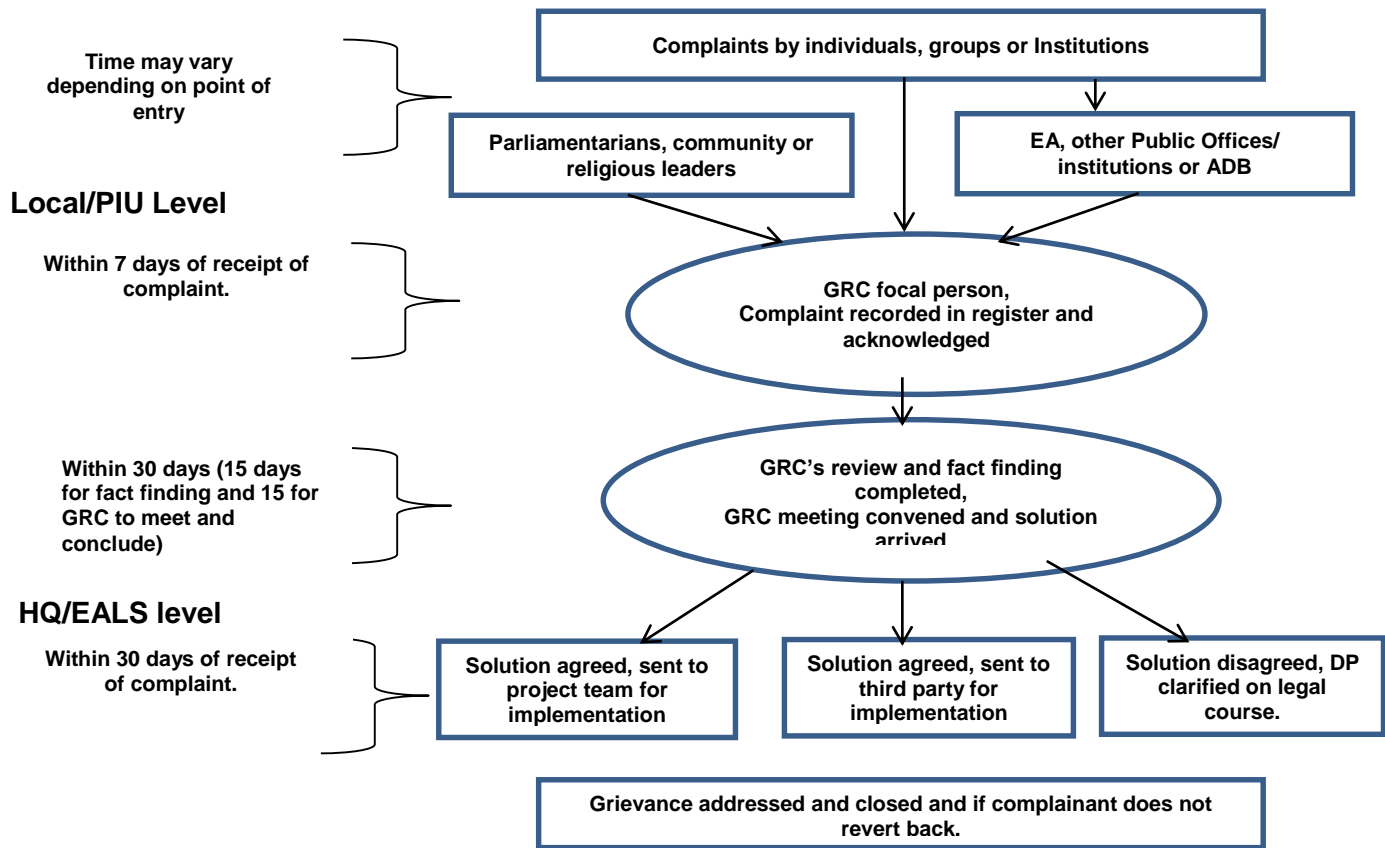 Complaints by individuals, groups or Institutions
Time may vary
depending on point of
entry
Parliamentarians, community or
religious leaders
EA, other Public Offices/
institutions or ADB
Local/PIU Level
Within 7 days of receipt of
complaint.
GRC focal person,
Complaint recorded in register and
acknowledged
Within 30 days (15 days
for fact finding and 15 for
GRC to meet and
conclude)
GRC’s review and fact finding
completed,
GRC meeting convened and solution
arrived
HQ/EALS level
Within 30 days of receipt
of complaint.
Solution agreed, sent to
project team for
implementation
Solution agreed, sent to
third party for
implementation
Solution disagreed, DP
clarified on legal
course.
Grievance addressed and closed and if complainant does not
revert back.